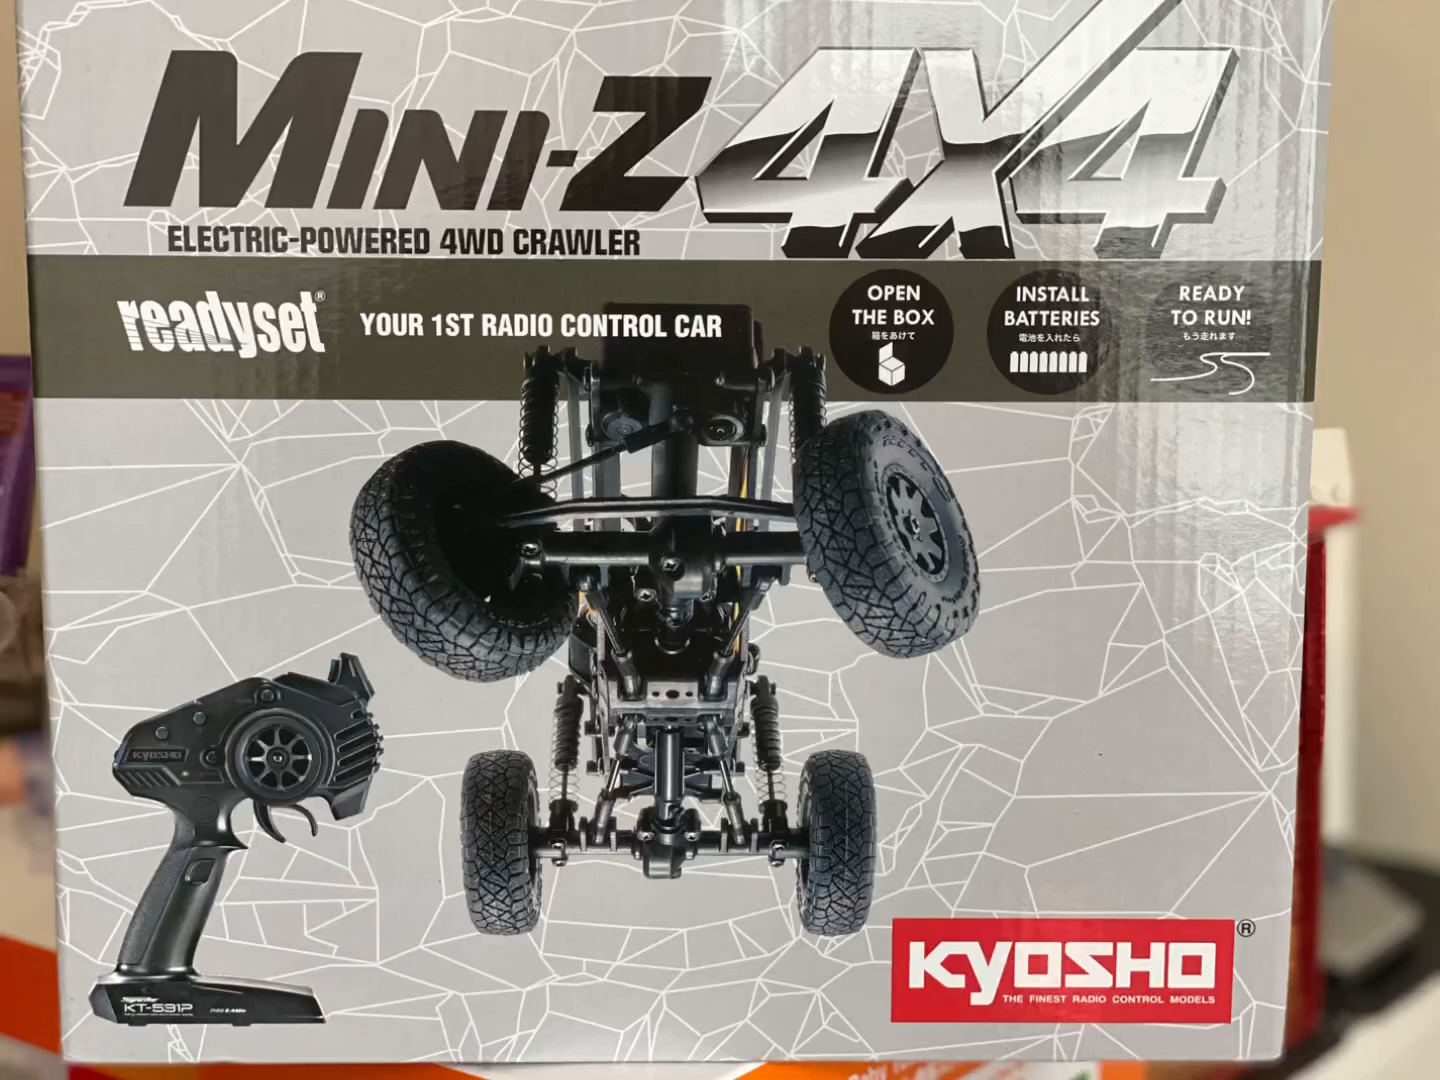 MINI-Z 4X4
ELECTRIC-POWERED 4WD CRAWLER
readyset®
YOUR 1ST RADIO CONTROL CAR
OPEN
THE BOX
箱をあけて
INSTALL
BATTERIES
電池を入れたら
READY
TO RUN!
もう走れます
KYOSHO
Syncro
KT-531P
KYOSHO®
THE FINEST RADIO CONTROL MODELS